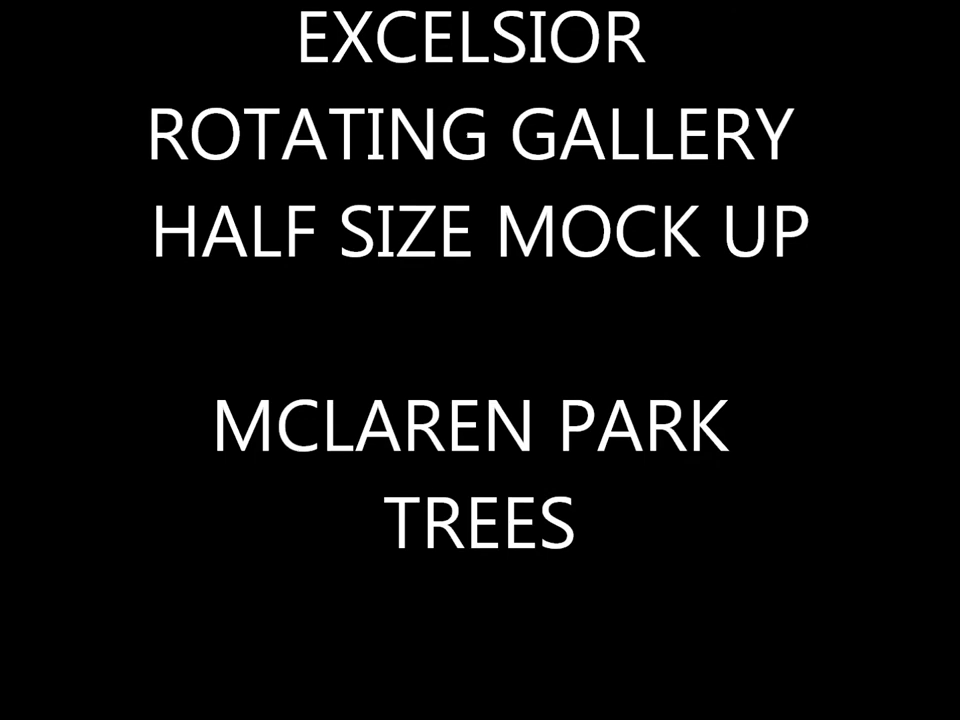 EXCELSIOR
ROTATING GALLERY
HALF SIZE MOCK UP
MCLAREN PARK
TREES